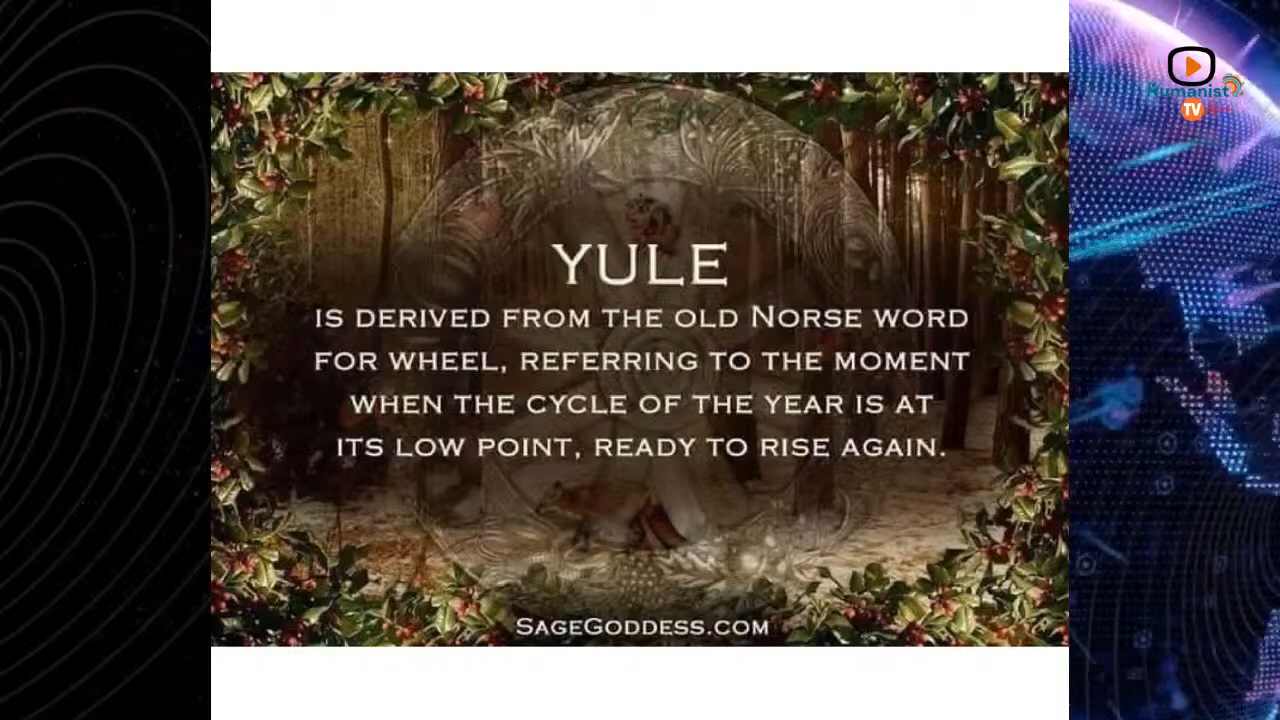 Humanist
TV
YULE
IS DERIVED FROM THE OLD NORSE WORD
FOR WHEEL, REFERRING TO THE MOMENT
WHEN THE CYCLE OF THE YEAR IS AT
ITS LOW POINT, READY TO RISE AGAIN.
SAGEGODDESS.COM